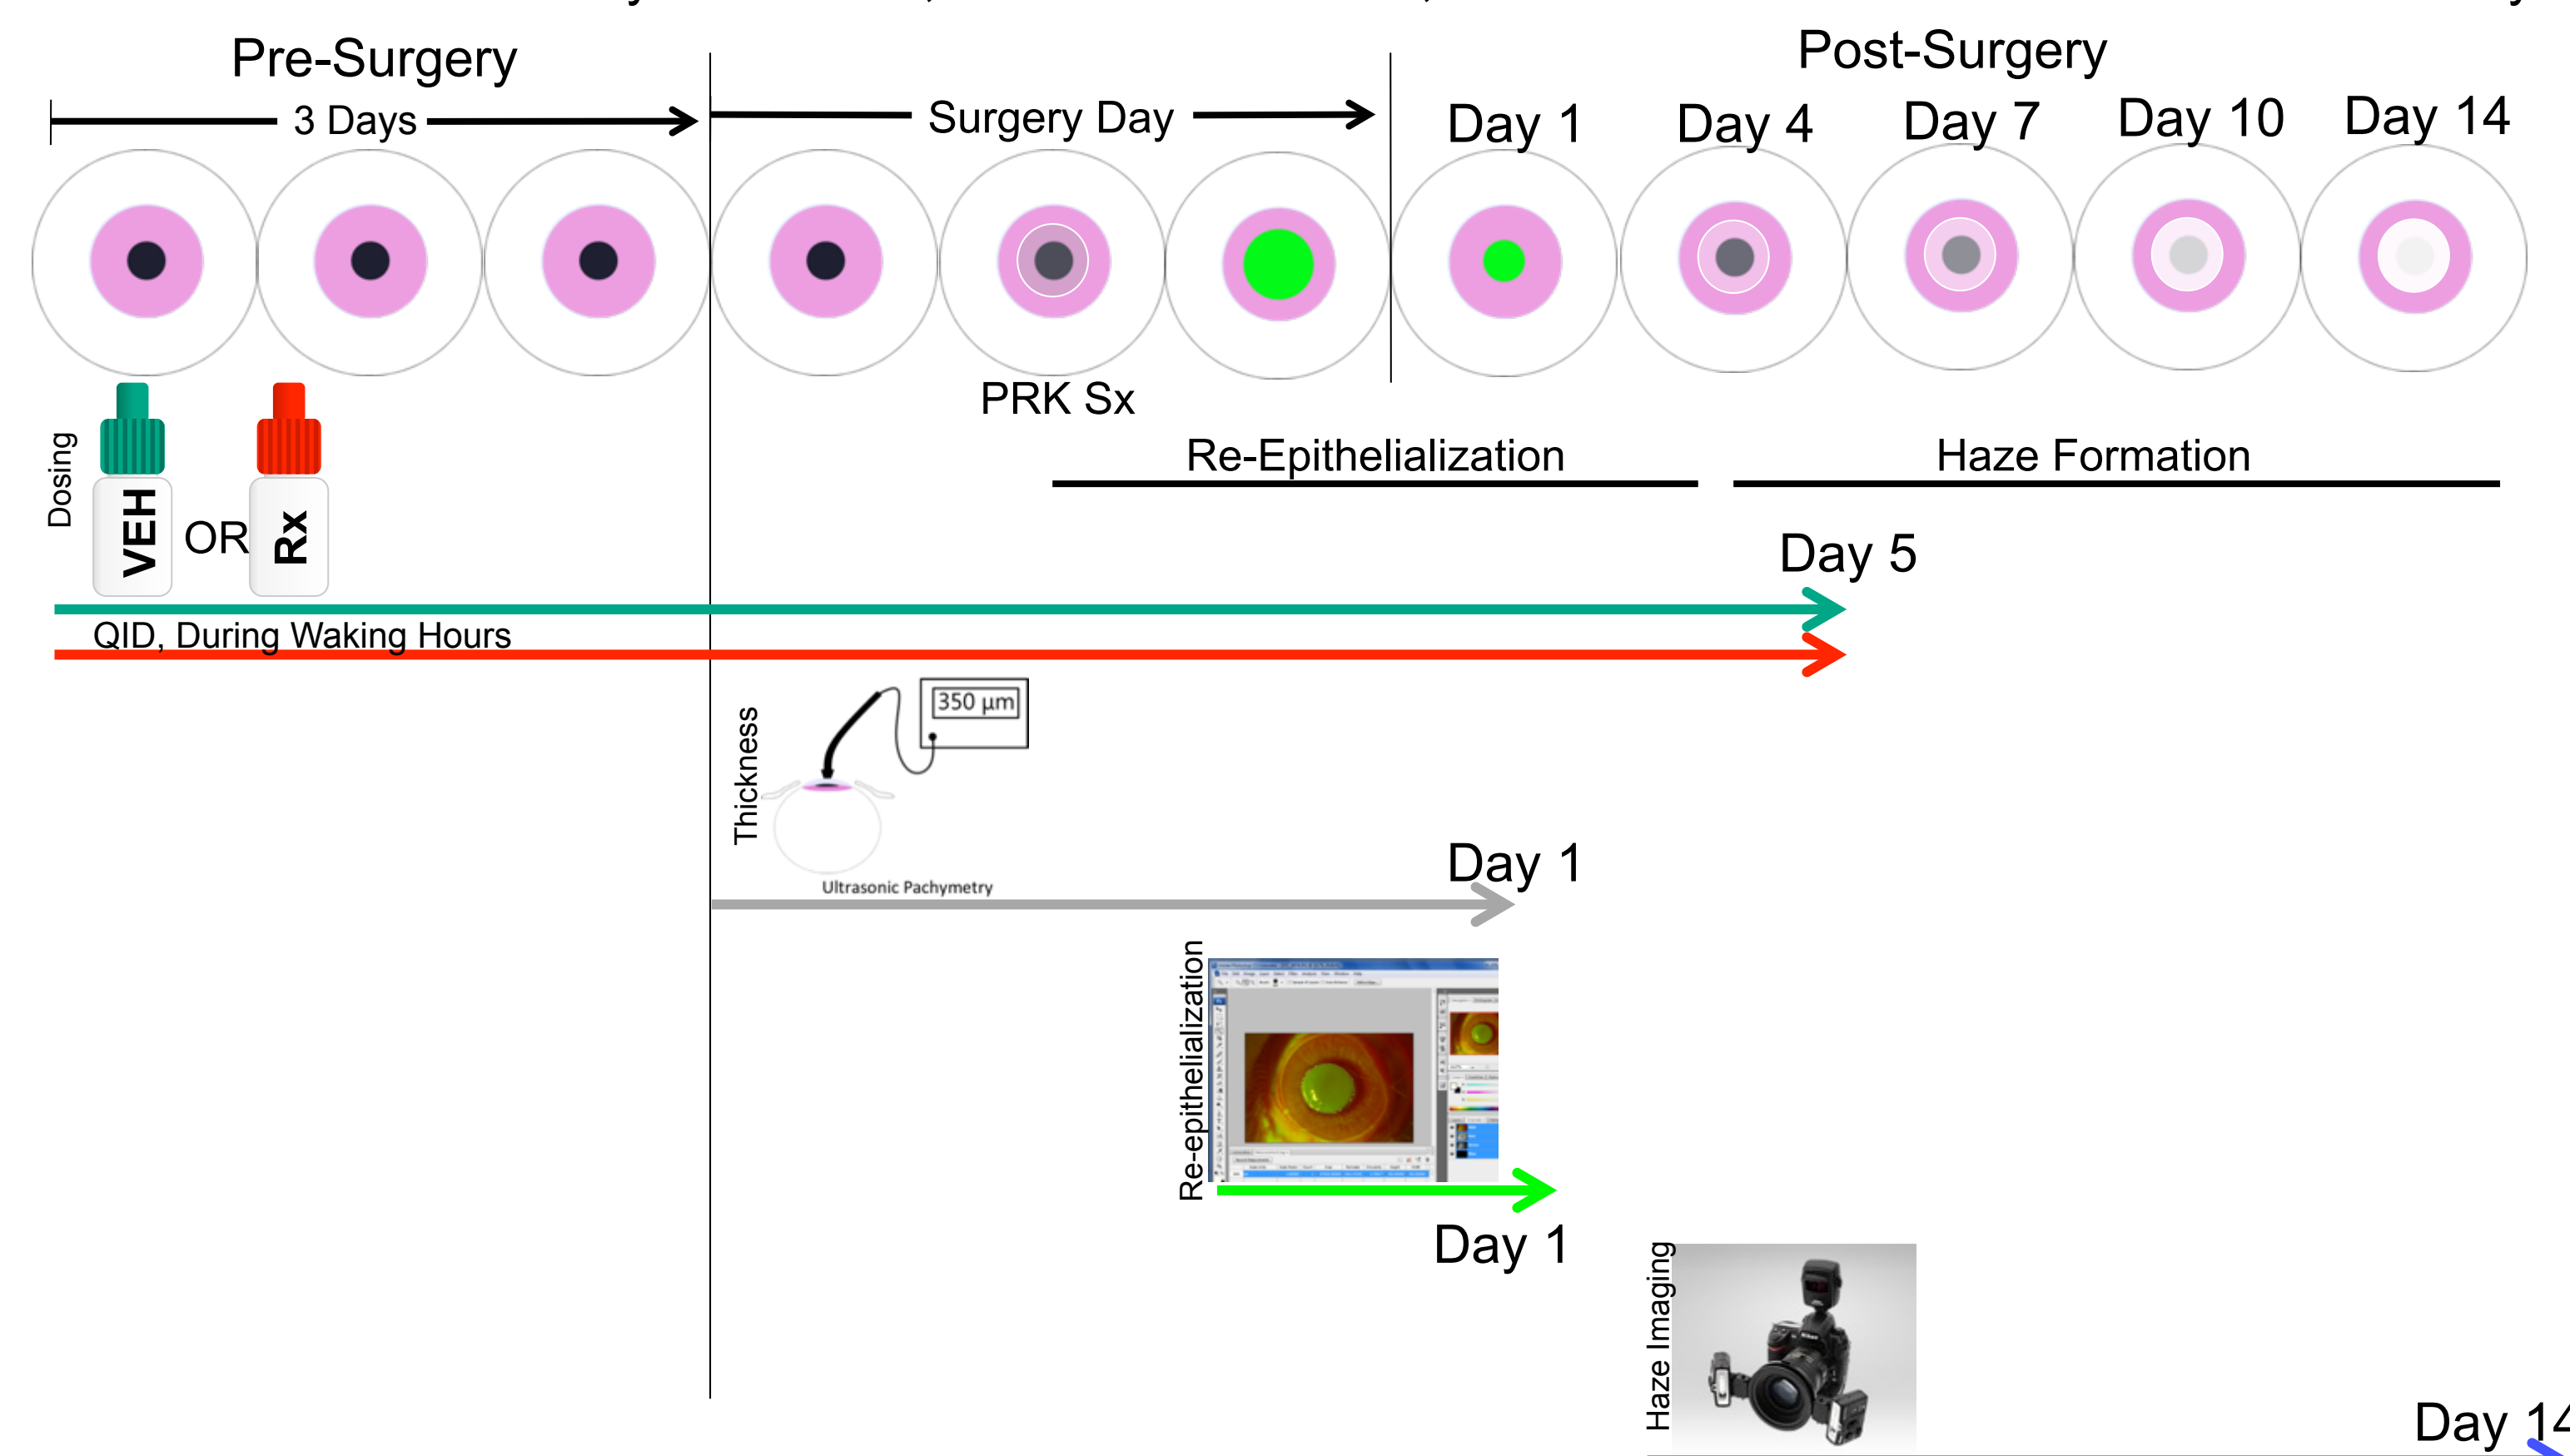 Pre-Surgery
Post-Surgery
3 Days
Surgery Day
Day 1
Day 4
Day 7
Day 10
Day 14
PRK Sx
Re-Epithelialization
Haze Formation
Dosing
VEH
OR
Rx
Day 5
QID, During Waking Hours
Thickness
350 µm
Ultrasonic Pachymetry
Day 1
Re-epithelialization
Day 1
Haze Imaging
Day 14